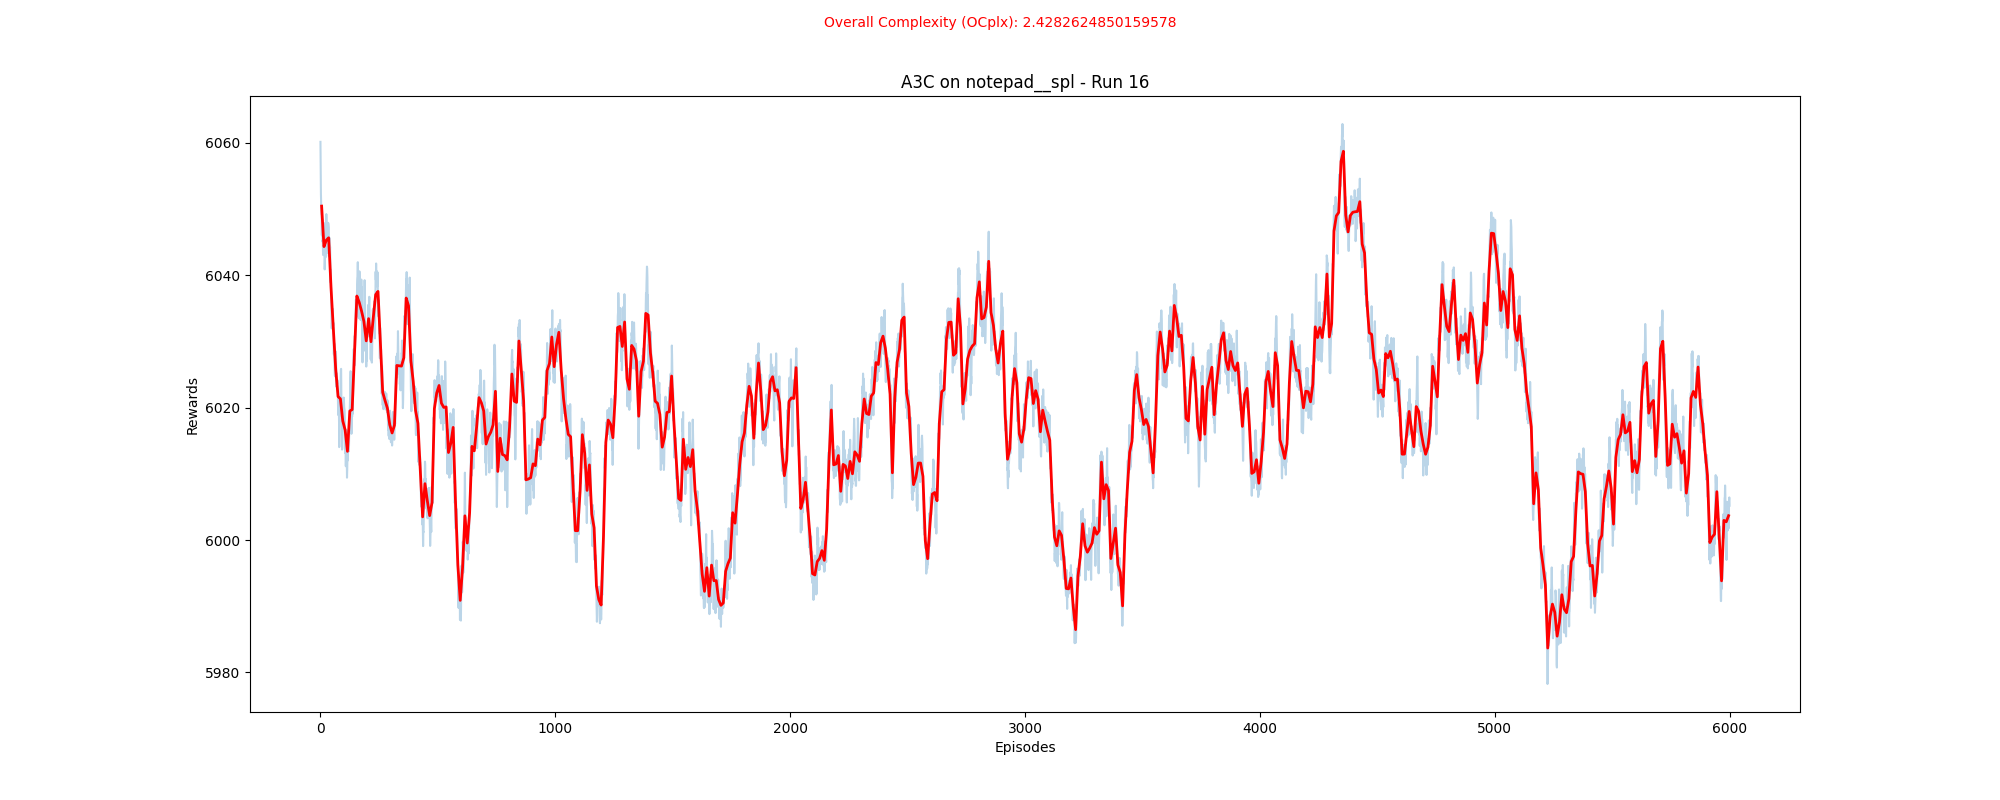 Overall Complexity (OCplx): 2.4282624850159578
A3C on notepad__spl - Run 16
6060
6040
6020
6000
5980
Rewards
0 1000 2000 3000 4000 5000 6000
Episodes